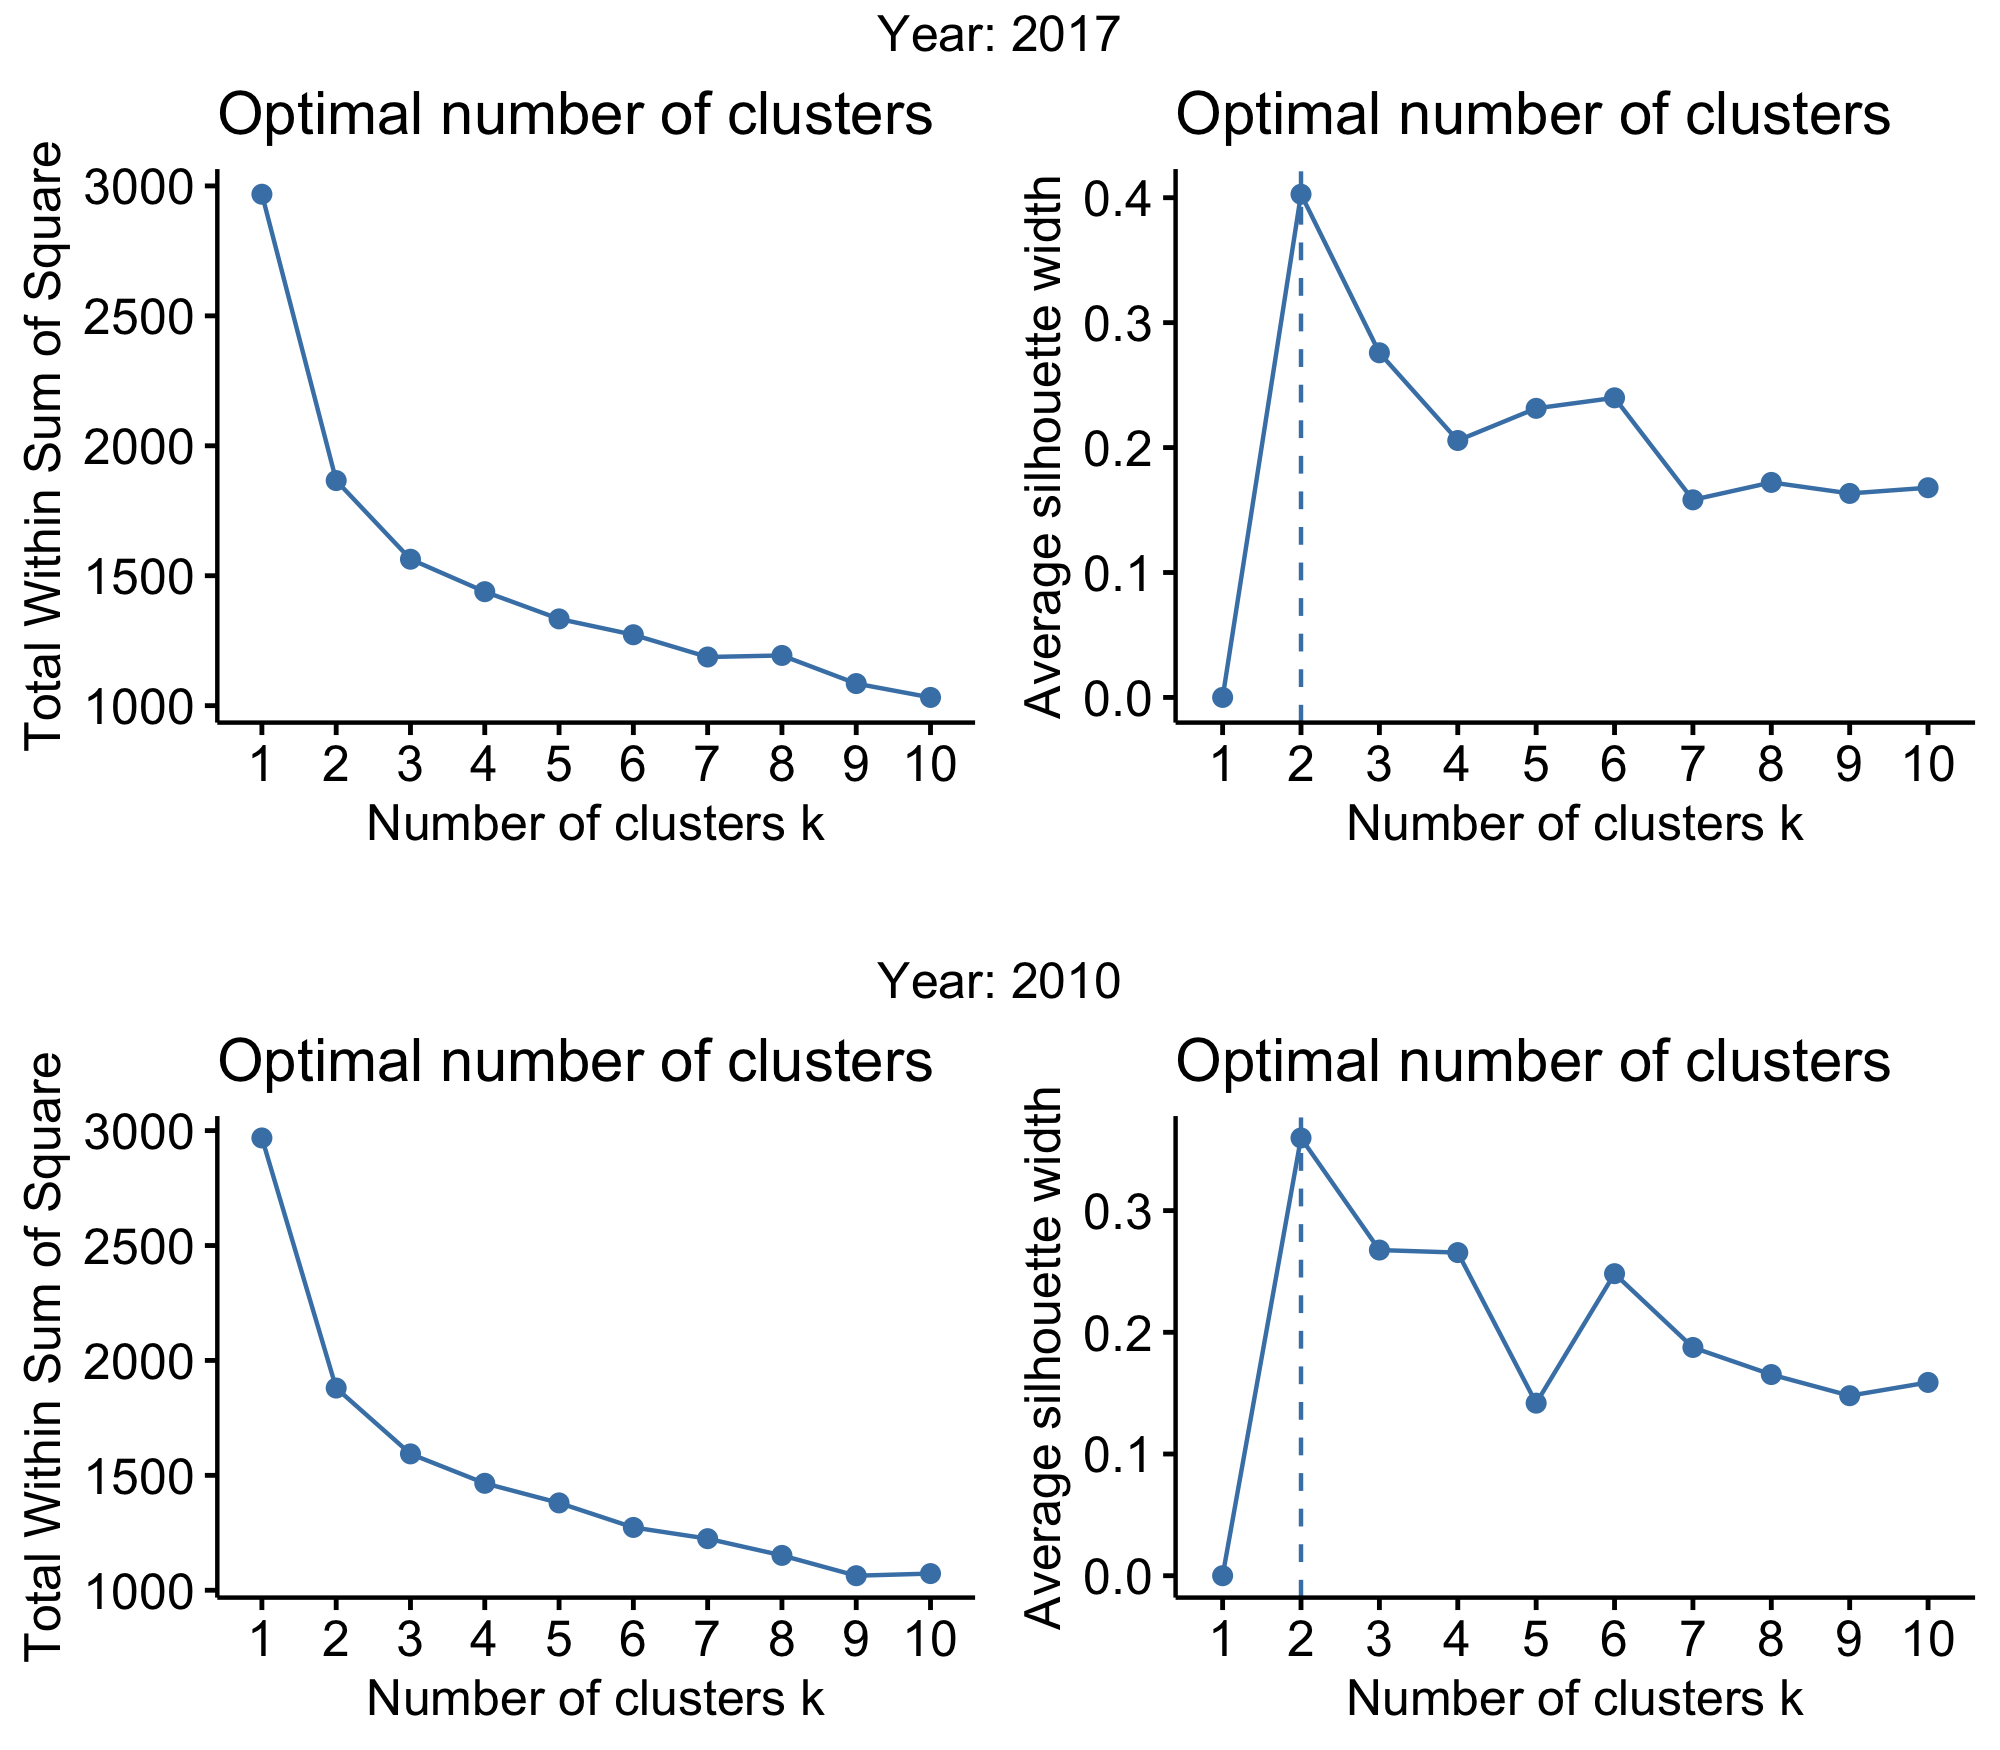 Year: 2017
Optimal number of clusters
Total Within Sum of Square
3000
2500
2000
1500
1000
1 2 3 4 5 6 7 8 9 10
Number of clusters k
Optimal number of clusters
Average silhouette width
0.4
0.3
0.2
0.1
0.0
1 2 3 4 5 6 7 8 9 10
Number of clusters k
Year: 2010
Optimal number of clusters
Total Within Sum of Square
3000
2500
2000
1500
1000
1 2 3 4 5 6 7 8 9 10
Number of clusters k
Optimal number of clusters
Average silhouette width
0.3
0.2
0.1
0.0
1 2 3 4 5 6 7 8 9 10
Number of clusters k